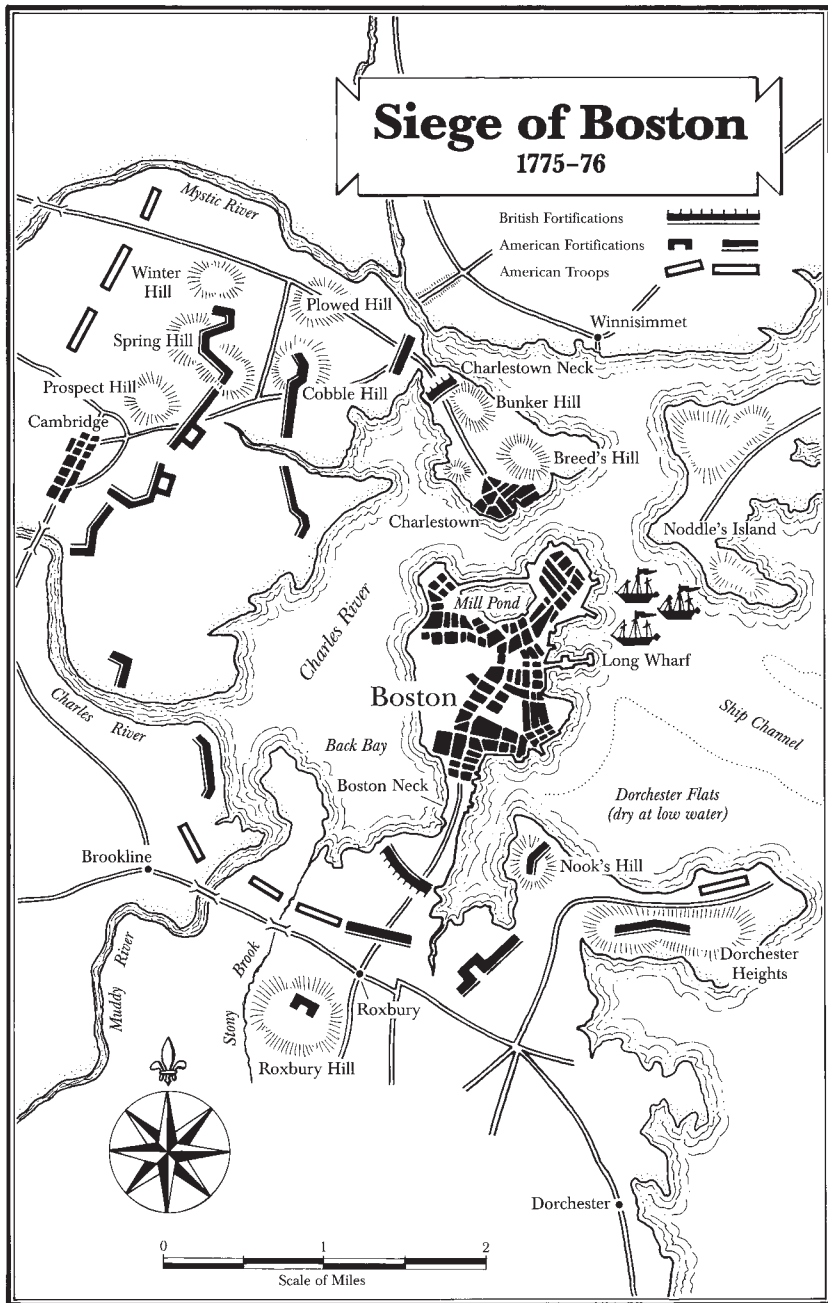 Siege of Boston
1775–76
British Fortifications
American Fortifications
American Troops
Mystic River
Winter
Hill
Plowed Hill
Spring Hill
Winnisimmet
Charlestown Neck
Prospect Hill
Cobble Hill
Bunker Hill
Cambridge
Breed's Hill
Charlestown
Noddle's Island
Mill Pond
Charles River
Long Wharf
Boston
Charles River
Ship Channel
Back Bay
Boston Neck
Dorchester Flats
(dry at low water)
Brookline
Nook's Hill
Muddy River
Stony Brook
Dorchester
Heights
Roxbury
Roxbury Hill
Dorchester
0 1 2
Scale of Miles